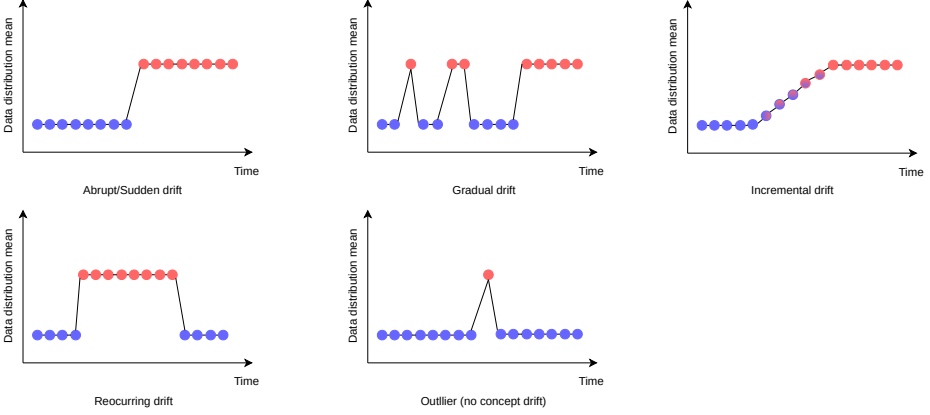 Data distribution mean
Time
Abrupt/Sudden drift
Data distribution mean
Time
Gradual drift
Data distribution mean
Time
Incremental drift
Data distribution mean
Time
Reocurring drift
Data distribution mean
Time
Outllier (no concept drift)